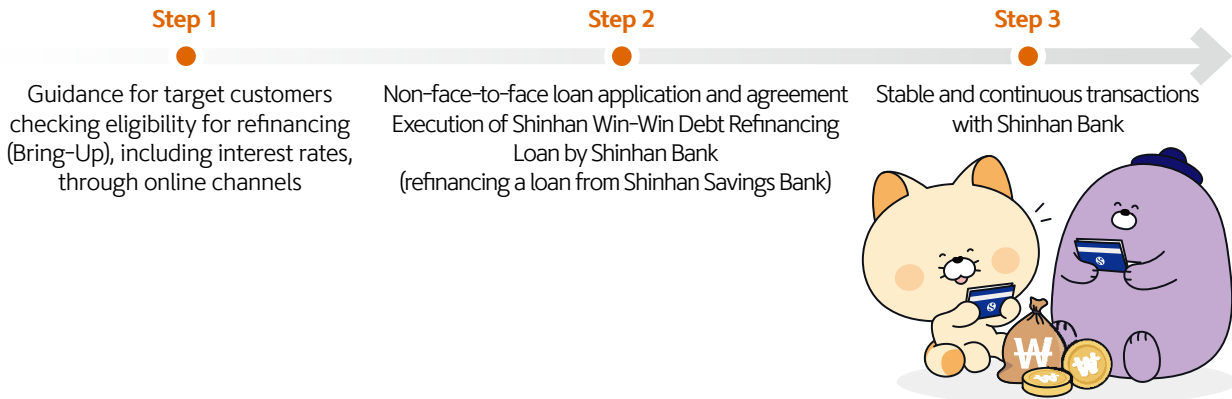 Step 1
Guidance for target customers
checking eligibility for refinancing
(Bring-Up), including interest rates,
through online channels
Step 2
Non-face-to-face loan application and agreement
Execution of Shinhan Win-Win Debt Refinancing
Loan by Shinhan Bank
(refinancing a loan from Shinhan Savings Bank)
Step 3
Stable and continuous transactions
with Shinhan Bank
₩
₩
₩